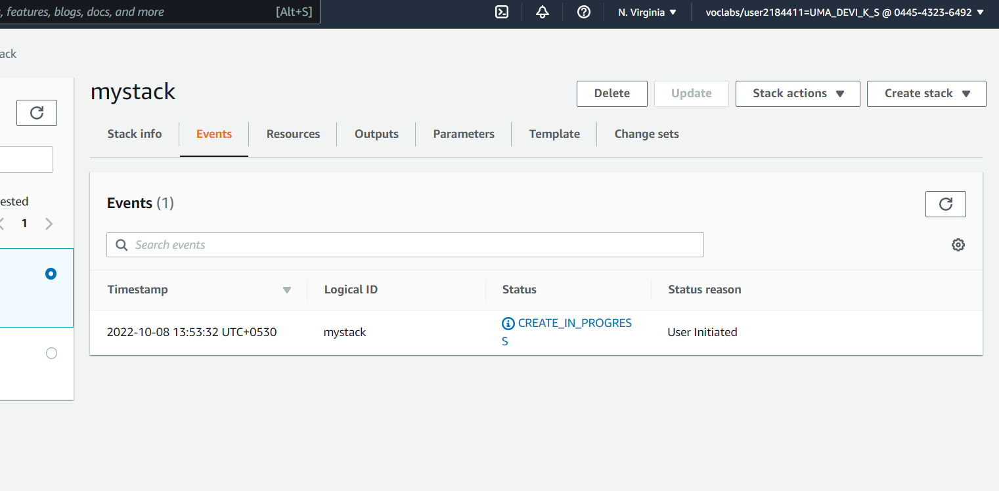 , features, blogs, docs, and more [Alt+S] N. Virginia ▼ voclabs/user2184411=UMA_DEVI_K_S @ 0445-4323-6492 ▼
ack
mystack
Delete Update Stack actions ▼ Create stack ▼
Stack info Events Resources Outputs Parameters Template Change sets
ested
1
Events (1)
Search events
Timestamp Logical ID Status Status reason
2022-10-08 13:53:32 UTC+0530 mystack CREATE_IN_PROGRES User Initiated
S